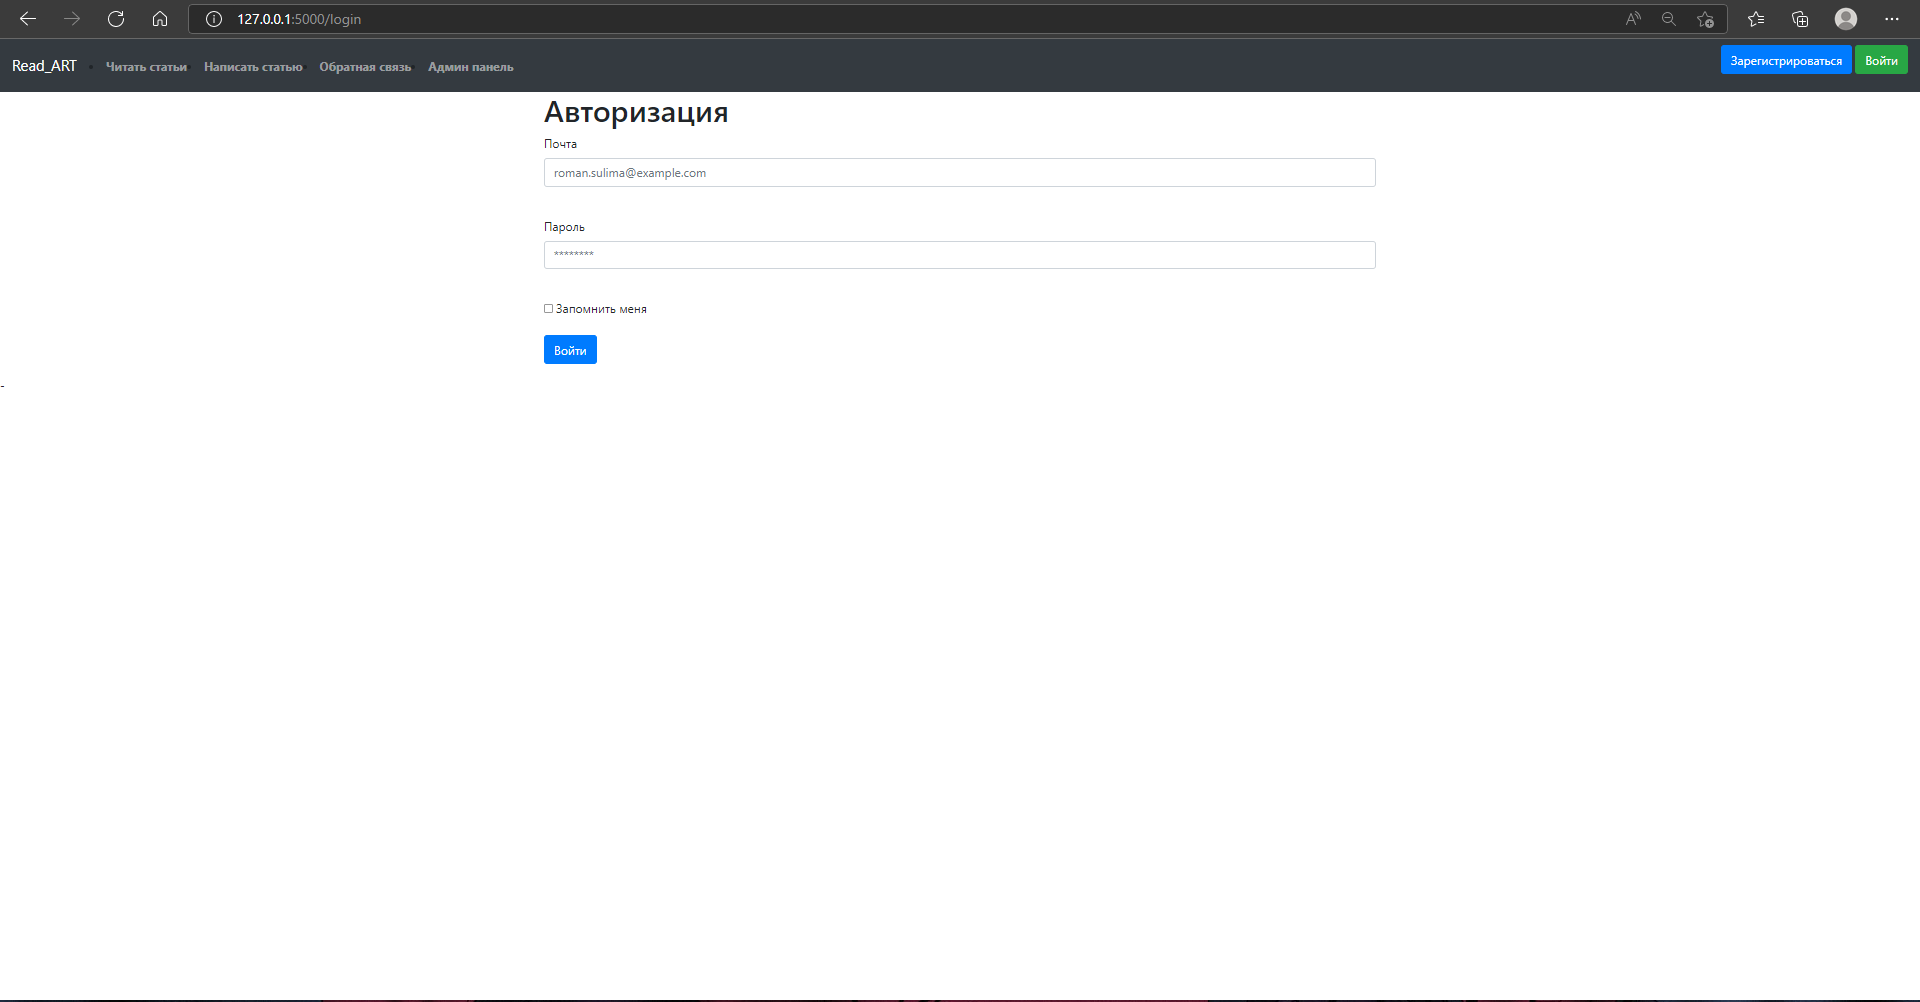 127.0.0.1:5000/login
Read_ART Читать статьи Написать статью Обратная связь Админ панель Зарегистрироваться Войти
Авторизация
Почта
roman.sulima@example.com
Пароль
********
Запомнить меня
Войти
-